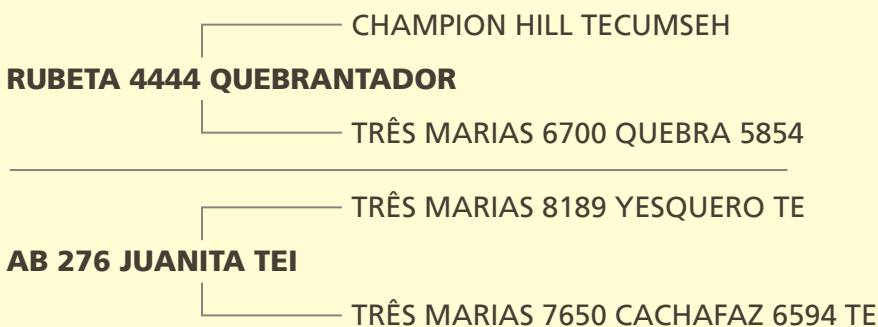 CHAMPION HILL TECUMSEH
RUBETA 4444 QUEBRANTADOR
TRÊS MARIAS 6700 QUEBRA 5854
TRÊS MARIAS 8189 YESQUERO TE
AB 276 JUANITA TEI
TRÊS MARIAS 7650 CACHAFAZ 6594 TE